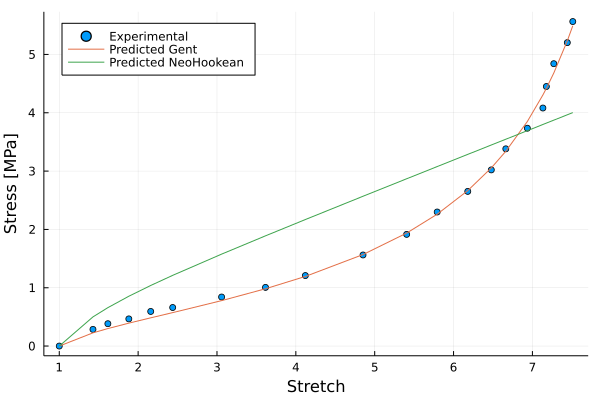 Experimental
Predicted Gent
Predicted NeoHookean
Stress [MPa]
5
4
3
2
1
0
1 2 3 4 5 6 7
Stretch